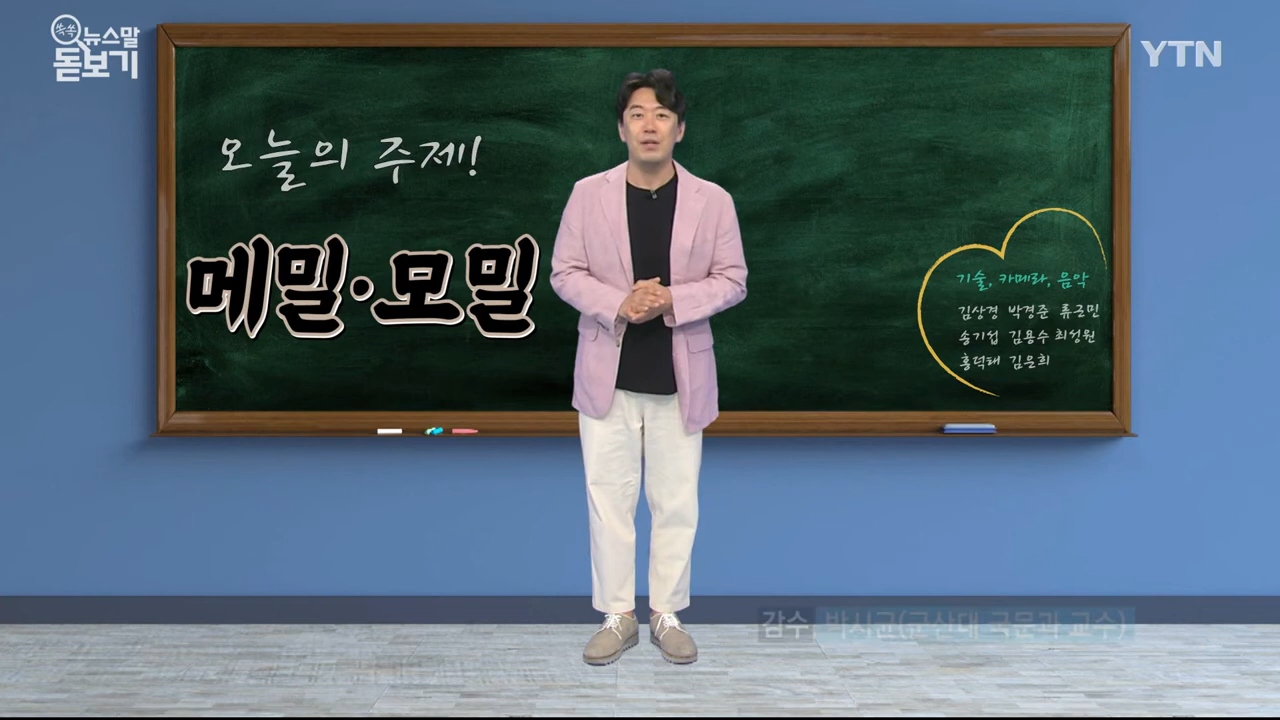 쏙쏙
뉴스말
돋보기
YTN
오늘의 주제!
메밀·모밀
기술, 카메라, 음악
김상경 박경준 류근민
송기섭 김용수 최성원
홍덕태 김은희
감수 박시균(군산대 국문과 교수)